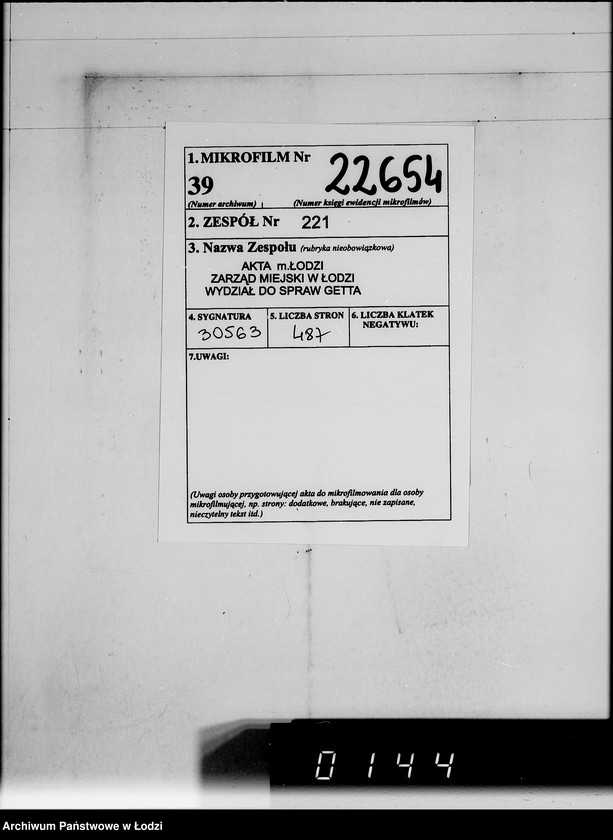 1. MIKROFILM Nr 22654
39
(Numer archiwum) (Numer księgi ewidencji mikrofilmów)
2. ZESPÓŁ Nr 221
3. Nazwa Zespołu (rubryka nieobowiązkowa)
AKTA m.ŁODZI
ZARZĄD MIEJSKI W ŁODZI
WYDZIAŁ DO SPRAW GETTA
4. SYGNATURA 5. LICZBA STRON 6. LICZBA KLATEK
NEGATYWU:
30563 487
7.UWAGI:
(Uwagi osoby przygotowującej akta do mikrofilmowania dla osoby
mikrofilmującej, np. strony: dodatkowe, brakujące, nie zapisane,
nieczytelny tekst itd.)
0144
Archiwum Państwowe w Łodzi